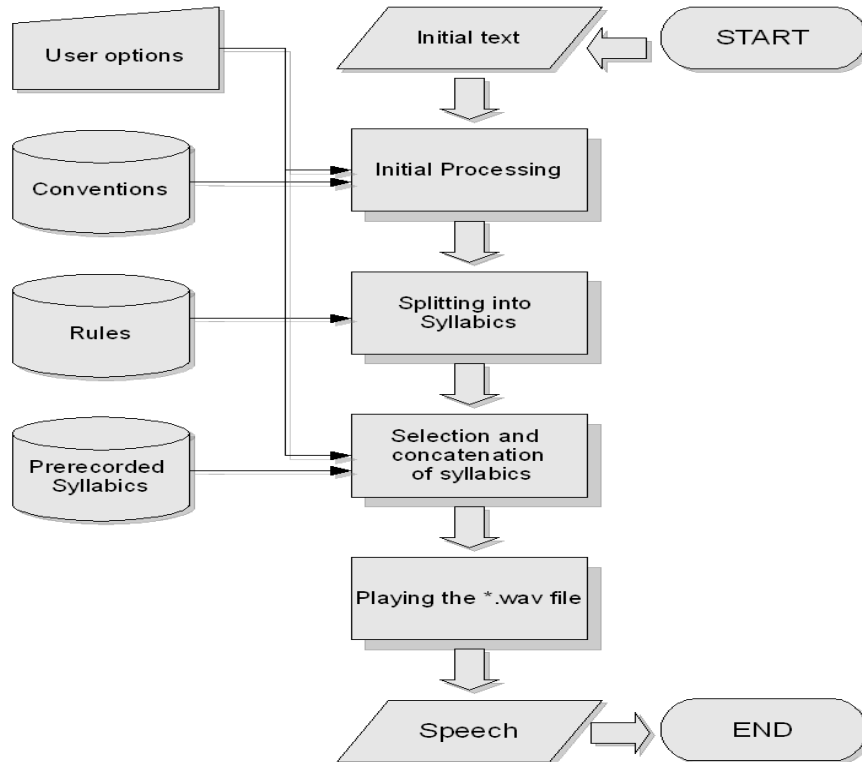 User options
Initial text
START
Conventions
Initial Processing
Rules
Splitting into
Syllabics
Prerecorded
Syllabics
Selection and
concatenation
of syllabics
Playing the *.wav file
Speech
END